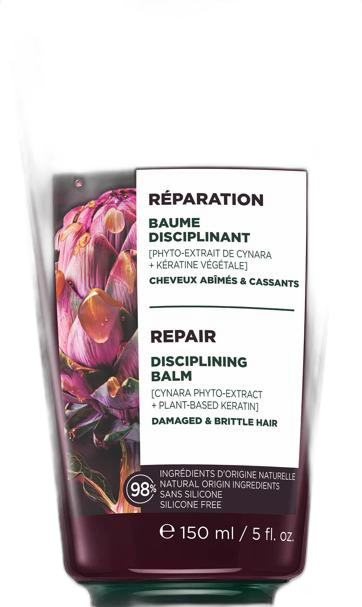 RÉPARATION
BAUME
DISCIPLINANT
[PHYTO-EXTRAIT DE CYNARA
+ KÉRATINE VÉGÉTALE]
CHEVEUX ABÎMÉS & CASSANTS
REPAIR
DISCIPLINING
BALM
[CYNARA PHYTO-EXTRACT
+ PLANT-BASED KERATIN]
DAMAGED & BRITTLE HAIR
98%
INGRÉDIENTS D'ORIGINE NATURELLE
NATURAL ORIGIN INGREDIENTS
SANS SILICONE
SILICONE FREE
℮ 150 ml / 5 fl. oz.